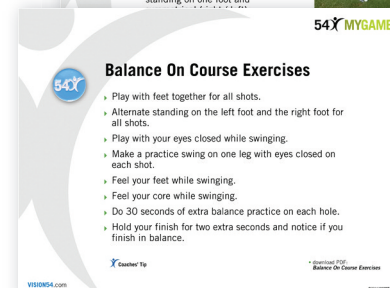 standing on one foot and
54 MYGAME
54
Balance On Course Exercises
Play with feet together for all shots.
Alternate standing on the left foot and the right foot for
all shots.
Play with your eyes closed while swinging.
Make a practice swing on one leg with eyes closed on
each shot.
Feel your feet while swinging.
Feel your core while swinging.
Do 30 seconds of extra balance practice on each hole.
Hold your finish for two extra seconds and notice if you
finish in balance.
Coaches' Tip
• download PDF:
Balance On Course Exercises
VISION54.com